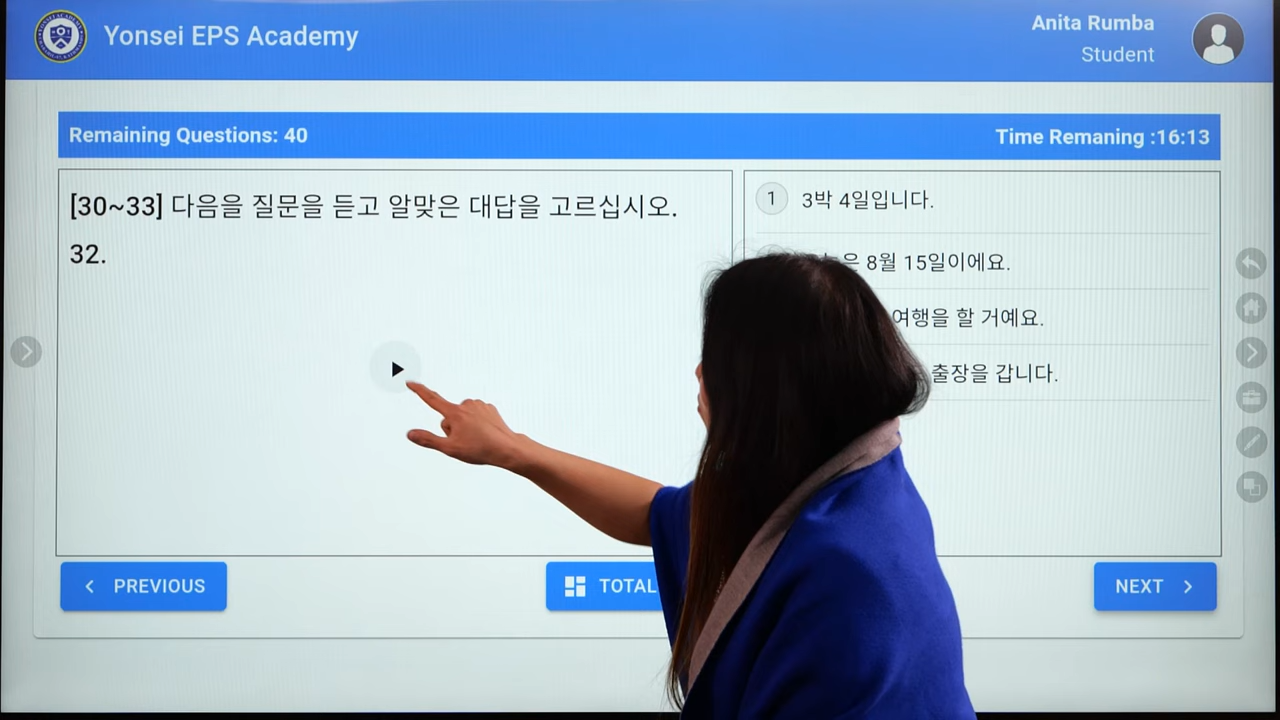 Yonsei EPS Academy
Anita Rumba
Student
Remaining Questions: 40
Time Remaning :16:13
[30~33] 다음을 질문을 듣고 알맞은 대답을 고르십시오.
32.
1 3박 4일입니다.
은 8월 15일이에요.
여행을 할 거예요.
출장을 갑니다.
PREVIOUS
TOTAL
NEXT